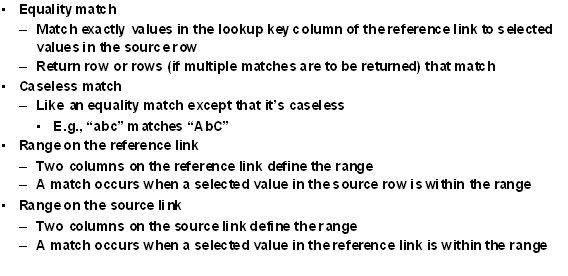 • Equality match
– Match exactly values in the lookup key column of the reference link to selected
values in the source row
– Return row or rows (if multiple matches are to be returned) that match
• Caseless match
– Like an equality match except that it's caseless
• E.g., "abc" matches "AbC"
• Range on the reference link
– Two columns on the reference link define the range
– A match occurs when a selected value in the source row is within the range
• Range on the source link
– Two columns on the source link define the range
– A match occurs when a selected value in the reference link is within the range